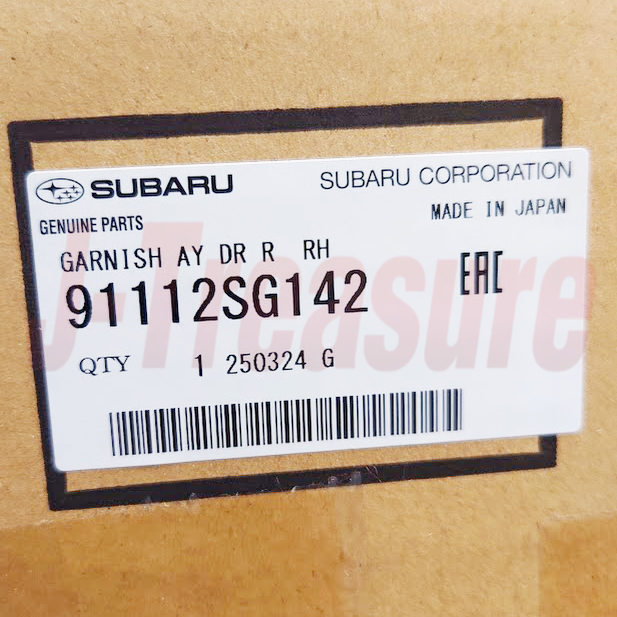 SUBARU SUBARU CORPORATION
GENUINE PARTS MADE IN JAPAN
GARNISH AY DR R RH
91112SG142 EAC
QTY 1 250324 G
J-Treasure